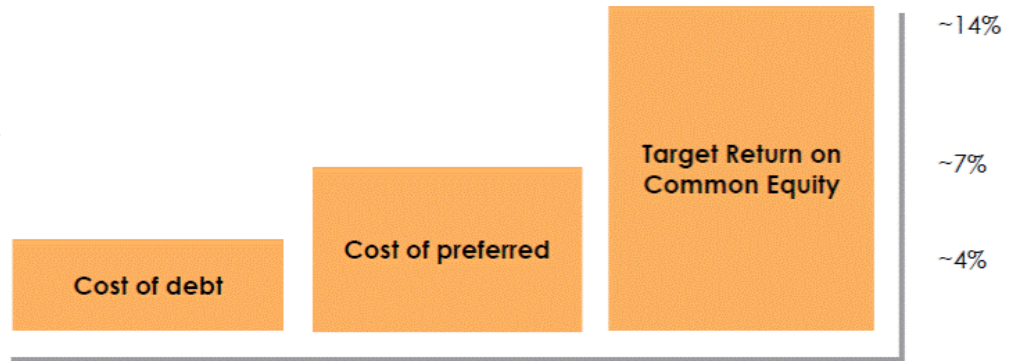 ~14%
Target Return on
Common Equity
~7%
Cost of preferred
~4%
Cost of debt